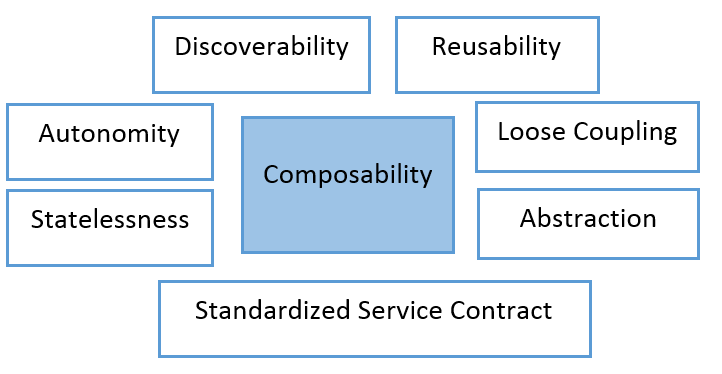 Discoverability
Reusability
Autonomity
Loose Coupling
Composability
Statelessness
Abstraction
Standardized Service Contract